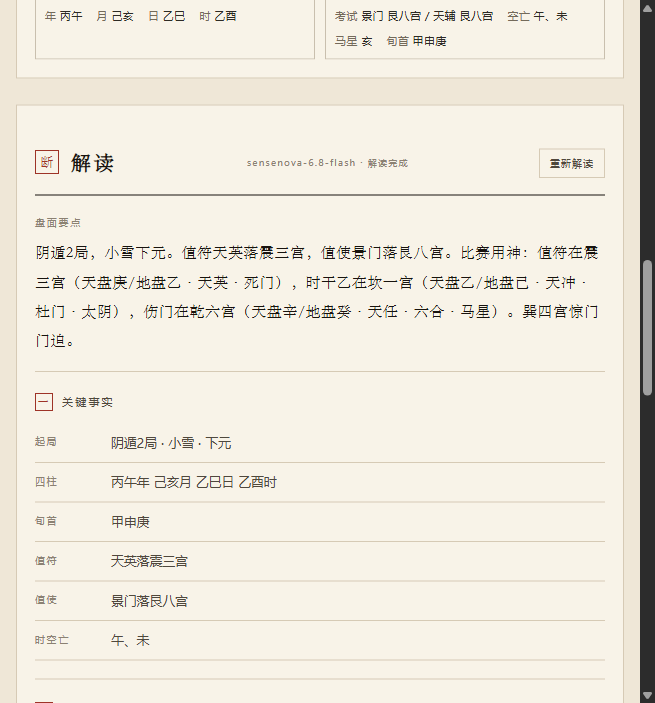 年 丙午 月 己亥 日 乙巳 时 乙酉
考试 景门 艮八宫 / 天辅 艮八宫 空亡 午、未
马星 亥 旬首 甲申庚
断 解读
sensenova-6.8-flash · 解读完成
重新解读
盘面要点
阴遁2局，小雪下元。值符天英落震三宫，值使景门落艮八宫。比赛用神：值符在震
三宫（天盘庚/地盘乙 · 天英 · 死门），时干乙在坎一宫（天盘乙/地盘己 · 天冲 ·
杜门 · 太阴），伤门在乾六宫（天盘辛/地盘癸 · 天任 · 六合 · 马星）。巽四宫惊门
门迫。
一 关键事实
起局 阴遁2局 · 小雪 · 下元
四柱 丙午年 己亥月 乙巳日 乙酉时
旬首 甲申庚
值符 天英落震三宫
值使 景门落艮八宫
时空亡 午、未